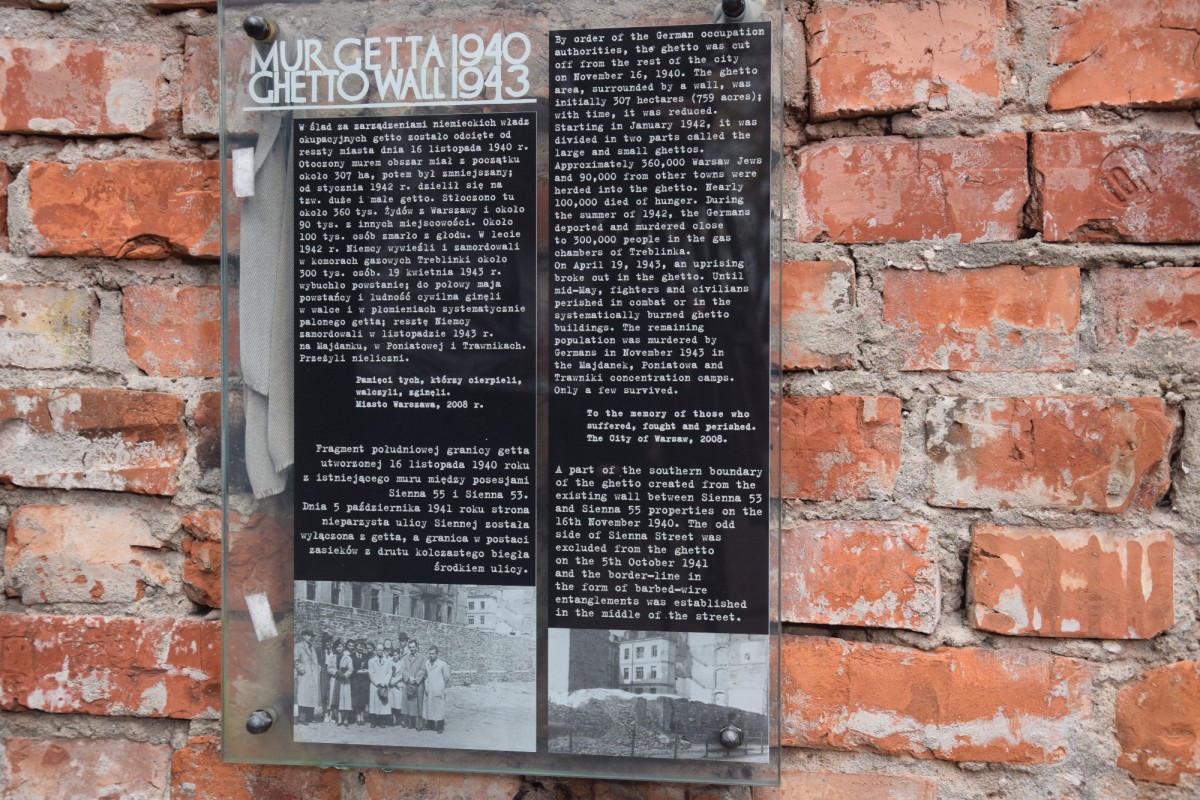 MUR GETTA 1940
GHETTO WALL 1943
W ślad za zarządzeniami niemieckich władz
okupacyjnych getto zostało odcięte od
reszty miasta dnia 16 listopada 1940 r.
Otoczony murem obszar miał z początku
około 307 ha, potem był zmniejszany;
od stycznia 1942 r. dzielił się na
tzw. duże i małe getto. Stłoczono tu
około 360 tys. Żydów z Warszawy i około
90 tys. z innych miejscowości. Około
100 tys. osób zmarło z głodu. W lecie
1942 r. Niemcy wywieźli i zamordowali
w komorach gazowych Treblinki około
300 tys. osób. 19 kwietnia 1943 r.
wybuchło powstanie; do połowy maja
powstańcy i ludność cywilna ginęli
w walce i w płomieniach systematycznie
palonego getta; resztę Niemcy
zamordowali w listopadzie 1943 r.
na Majdanku, w Poniatowej i Trawnikach.
Przeżyli nieliczni.
Pamięci tych, którzy cierpieli,
walczyli, zginęli.
Miasto Warszawa, 2008 r.
Fragment południowej granicy getta
utworzonej 16 listopada 1940 roku
z istniejącego muru między posesjami
Sienna 55 i Sienna 53.
Dnia 5 października 1941 roku strona
nieparzysta ulicy Siennej została
wyłączona z getta, a granica w postaci
zasieków z drutu kolczastego biegła
środkiem ulicy.
By order of the German occupation
authorities, the ghetto was cut
off from the rest of the city
on November 16, 1940. The ghetto
area, surrounded by a wall, was
initially 307 hectares (759 acres);
with time, it was reduced.
Starting in January 1942, it was
divided in two parts called the
large and small ghettos.
Approximately 360,000 Warsaw Jews
and 90,000 from other towns were
herded into the ghetto. Nearly
100,000 died of hunger. During
the summer of 1942, the Germans
deported and murdered close
to 300,000 people in the gas
chambers of Treblinka.
On April 19, 1943, an uprising
broke out in the ghetto. Until
mid-May, fighters and civilians
perished in combat or in the
systematically burned ghetto
buildings. The remaining
population was murdered by
Germans in November 1943 in
the Majdanek, Poniatowa and
Trawniki concentration camps.
Only a few survived.
To the memory of those who
suffered, fought and perished.
The City of Warsaw, 2008.
A part of the southern boundary
of the ghetto created from the
existing wall between Sienna 53
and Sienna 55 properties on the
16th November 1940. The odd
side of Sienna Street was
excluded from the ghetto
on the 5th October 1941
and the border-line in
the form of barbed-wire
entanglements was established
in the middle of the street.